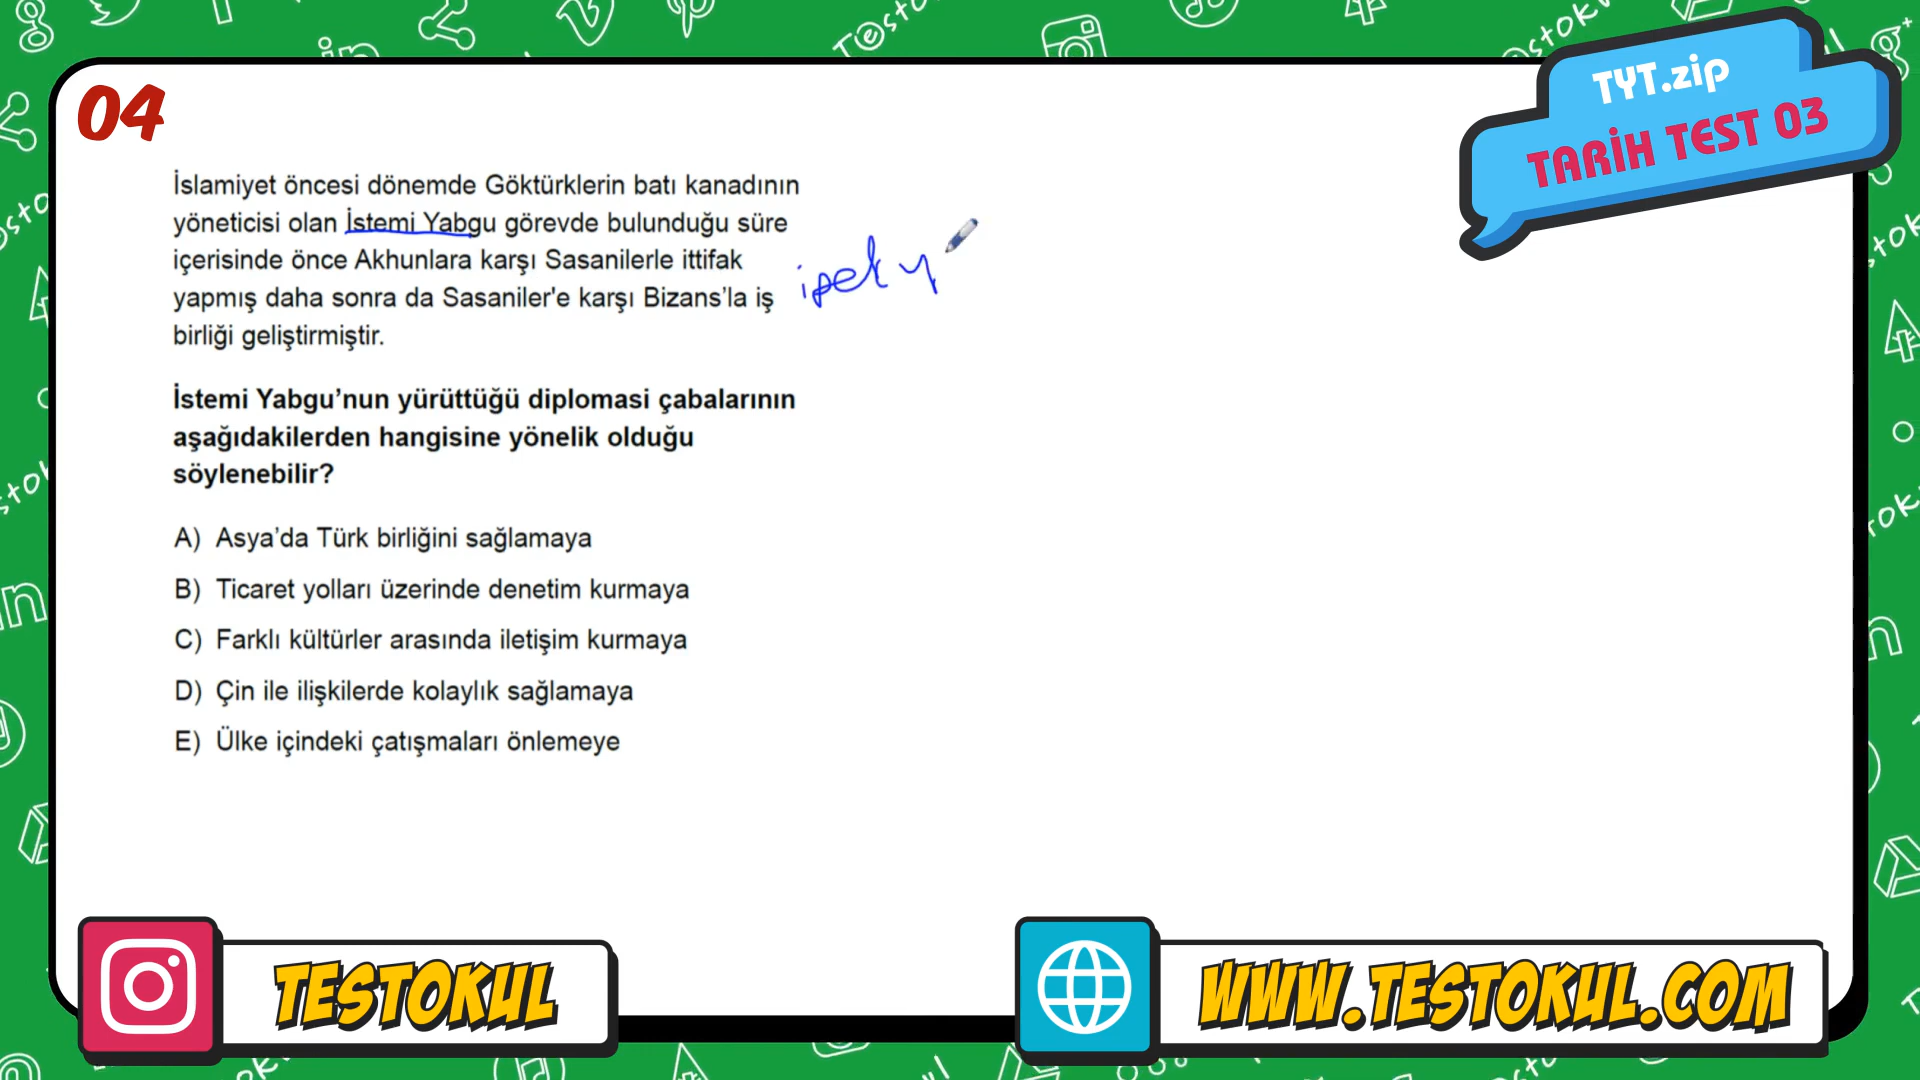 04
TYT.zip
TARİH TEST 03
İslamiyet öncesi dönemde Göktürklerin batı kanadının
yöneticisi olan İstemi Yabgu görevde bulunduğu süre
içerisinde önce Akhunlara karşı Sasanilerle ittifak
yapmış daha sonra da Sasaniler'e karşı Bizans’la iş
birliği geliştirmiştir.
ipek y
İstemi Yabgu’nun yürüttüğü diplomasi çabalarının
aşağıdakilerden hangisine yönelik olduğu
söylenebilir?
A) Asya’da Türk birliğini sağlamaya
B) Ticaret yolları üzerinde denetim kurmaya
C) Farklı kültürler arasında iletişim kurmaya
D) Çin ile ilişkilerde kolaylık sağlamaya
E) Ülke içindeki çatışmaları önlemeye
TESTOKUL
WWW.TESTOKUL.COM